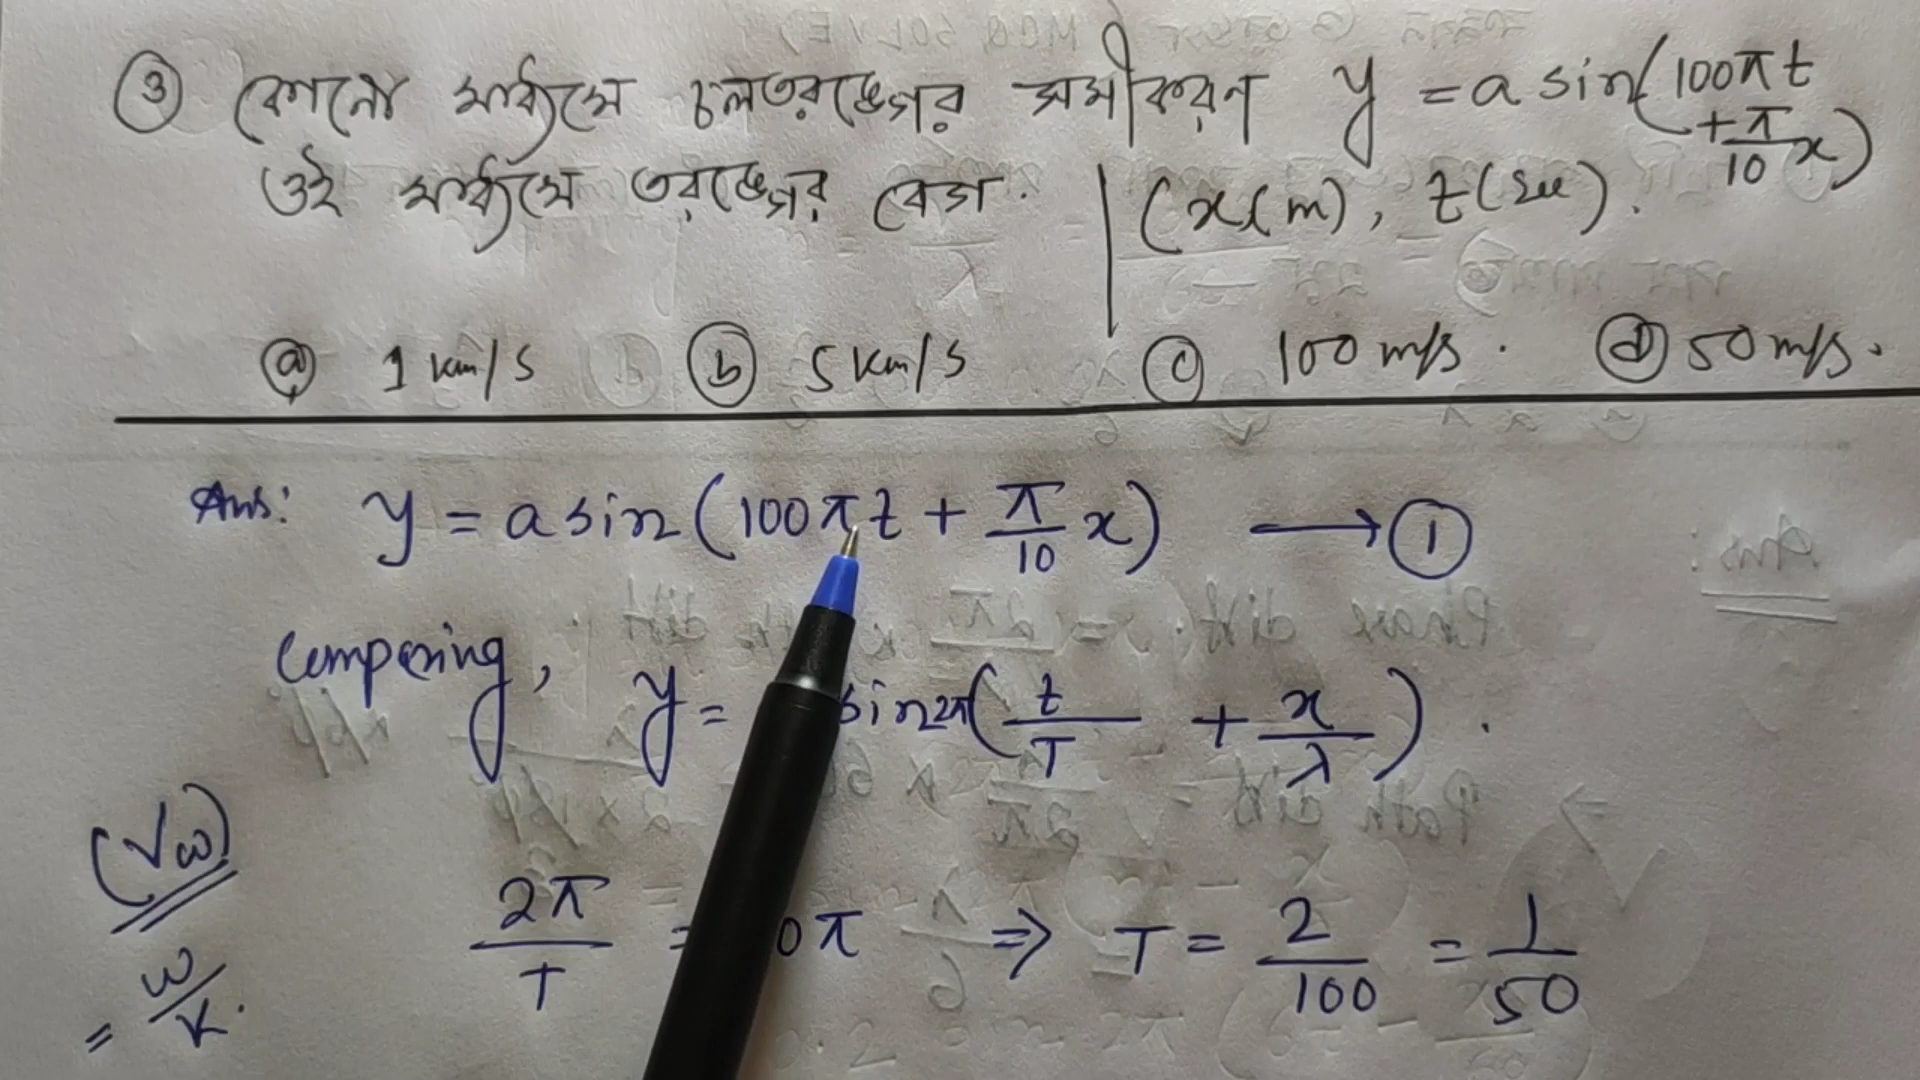 ③ কোনো মাধ্যমে চলতরঙ্গের সমীকরণ y = a sin(100πt + π/10 x)
ওই মাধ্যমে তরঙ্গের বেগ. | (x(m), t(sec).
ⓐ 1 km/s ⓑ 5 km/s ⓒ 100 m/s. ⓓ 50 m/s.
Ans: y = a sin(100πt + π/10 x) → ①
Comparing, y = sin2π(t/T + x/λ).
(Vω)
= ω/K.
2π/T = 0π ⇒ T = 2/100 = 1/50